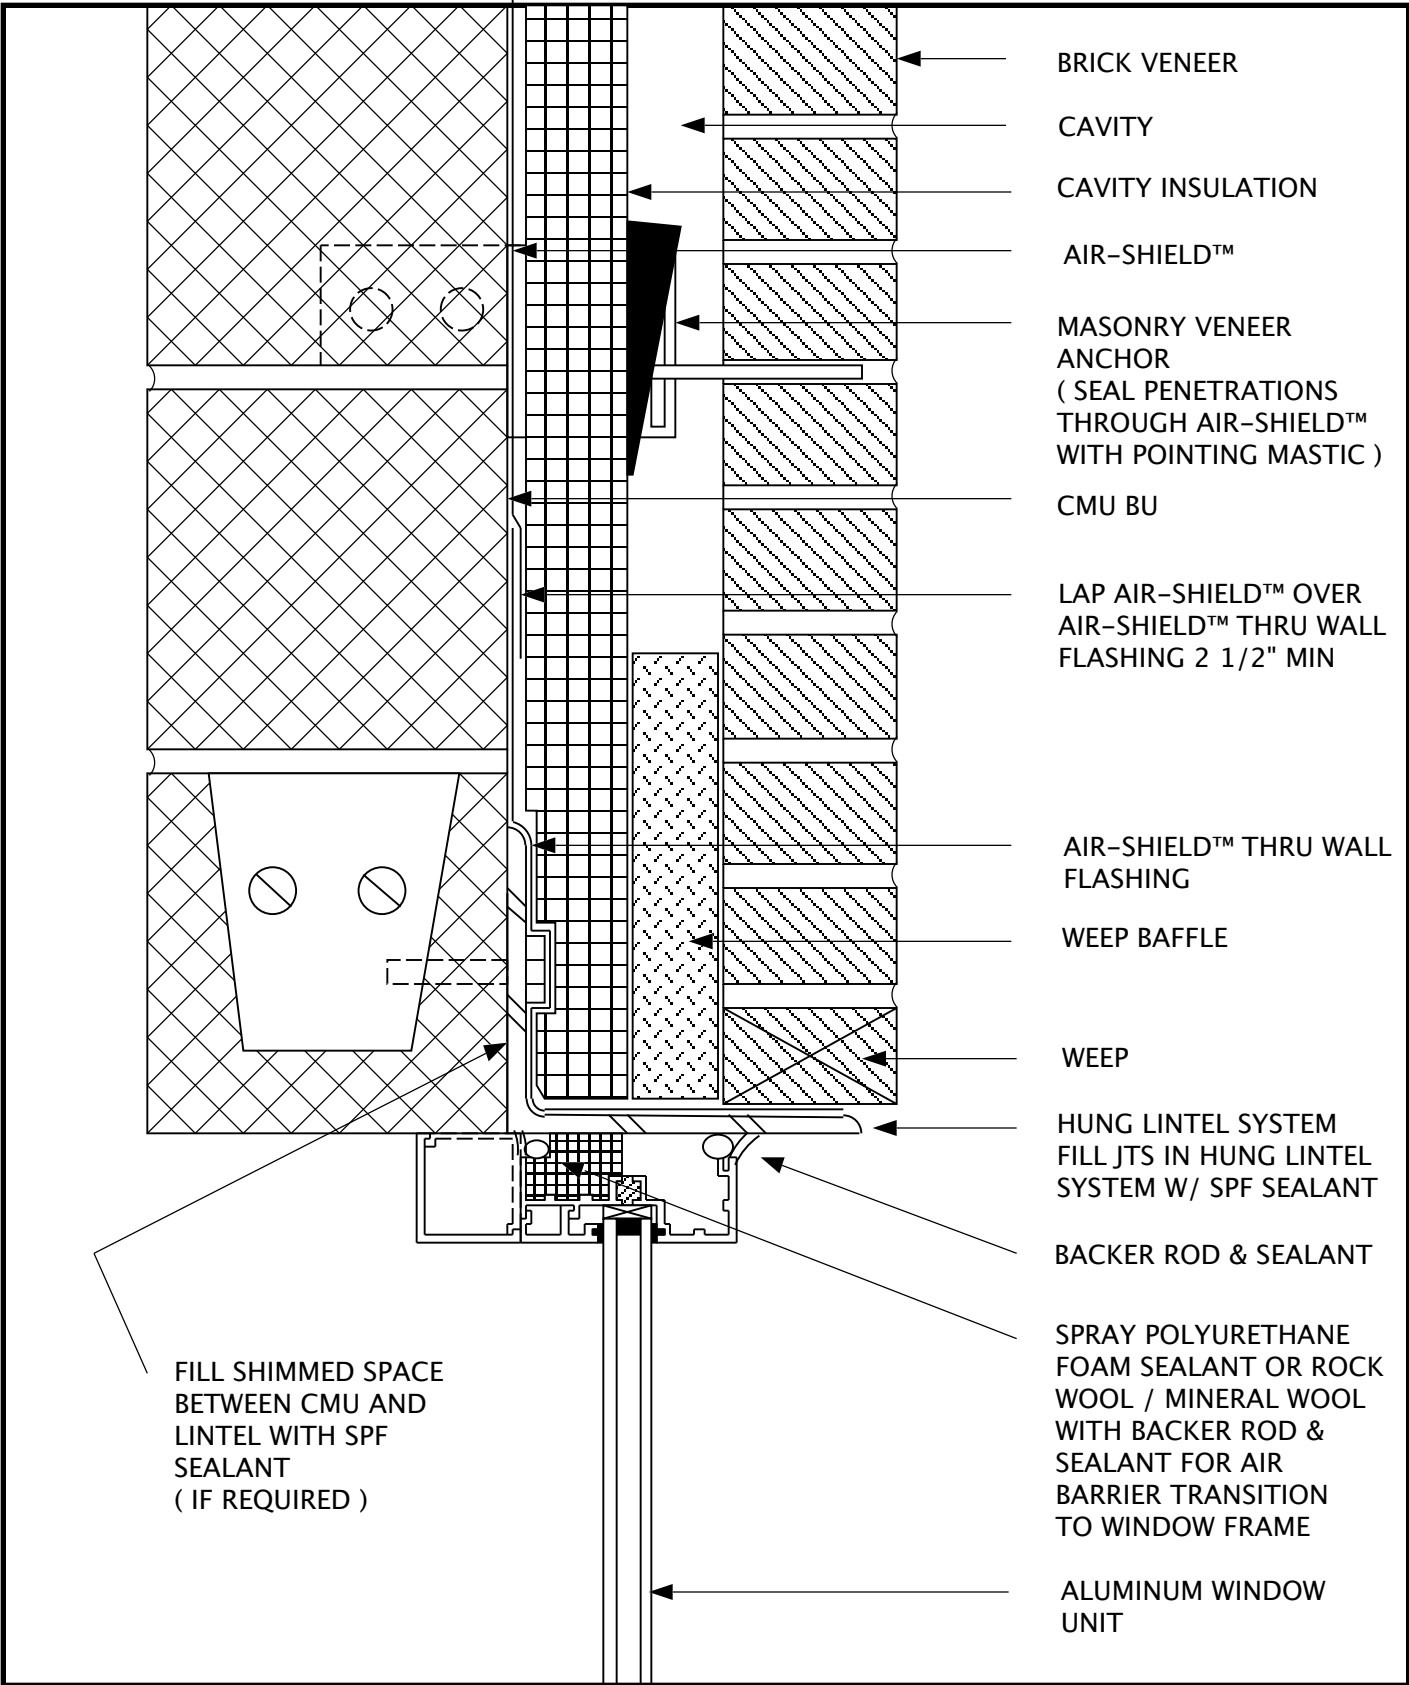 BRICK VENEER
CAVITY
CAVITY INSULATION
AIR-SHIELD™
MASONRY VENEER
ANCHOR
( SEAL PENETRATIONS
THROUGH AIR-SHIELD™
WITH POINTING MASTIC )
CMU BU
LAP AIR-SHIELD™ OVER
AIR-SHIELD™ THRU WALL
FLASHING 2 1/2" MIN
AIR-SHIELD™ THRU WALL
FLASHING
WEEP BAFFLE
WEEP
HUNG LINTEL SYSTEM
FILL JTS IN HUNG LINTEL
SYSTEM W/ SPF SEALANT
BACKER ROD & SEALANT
SPRAY POLYURETHANE
FOAM SEALANT OR ROCK
WOOL / MINERAL WOOL
WITH BACKER ROD &
SEALANT FOR AIR
BARRIER TRANSITION
TO WINDOW FRAME
ALUMINUM WINDOW
UNIT
FILL SHIMMED SPACE
BETWEEN CMU AND
LINTEL WITH SPF
SEALANT
( IF REQUIRED )